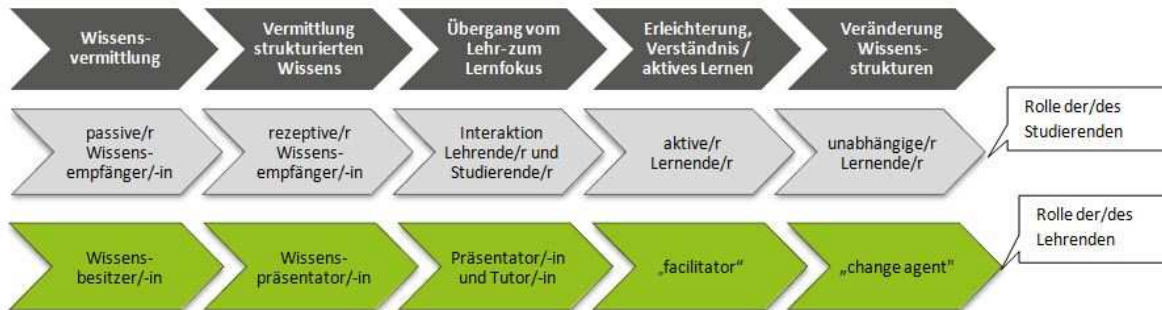 Wissens-
vermittlung
Vermittlung
strukturierten
Wissens
Übergang vom
Lehr-zum
Lernfokus
Erleichterung,
Verständnis /
aktives Lernen
Veränderung
Wissens-
strukturen
passive/r
Wissens-
empfänger/-in
rezeptive/r
Wissens-
empfänger/-in
Interaktion
Lehrende/r und
Studierende/r
aktive/r
Lernende/r
unabhängige/r
Lernende/r
Rolle der/des
Studierenden
Wissens-
besitzer/-in
Wissens-
präsentator/-in
Präsentator/-in
und Tutor/-in
„facilitator“
„change agent"
Rolle der/des
Lehrenden